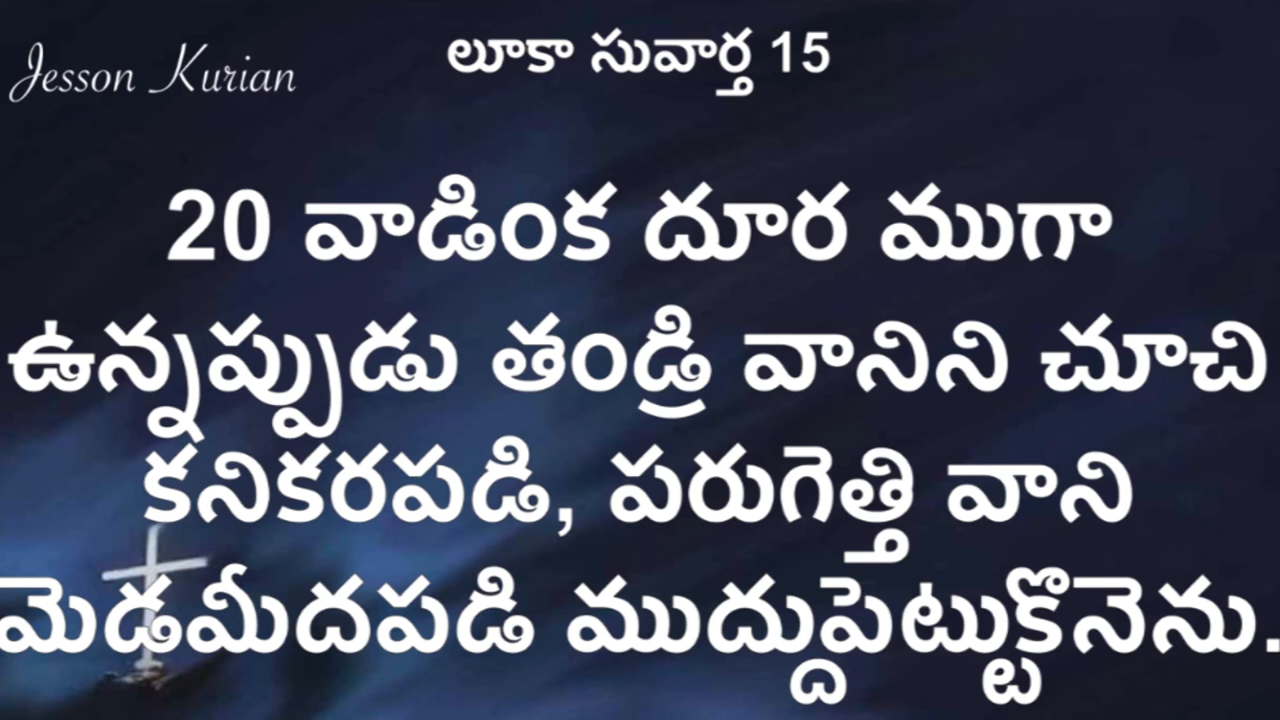 Jesson Kurian
లూకా సువార్త 15
20 వాడింక దూర ముగా
ఉన్నప్పుడు తండ్రి వానిని చూచి
కనికరపడి, పరుగెత్తి వాని
మెడమీదపడి ముద్దుపెట్టుకొనెను.